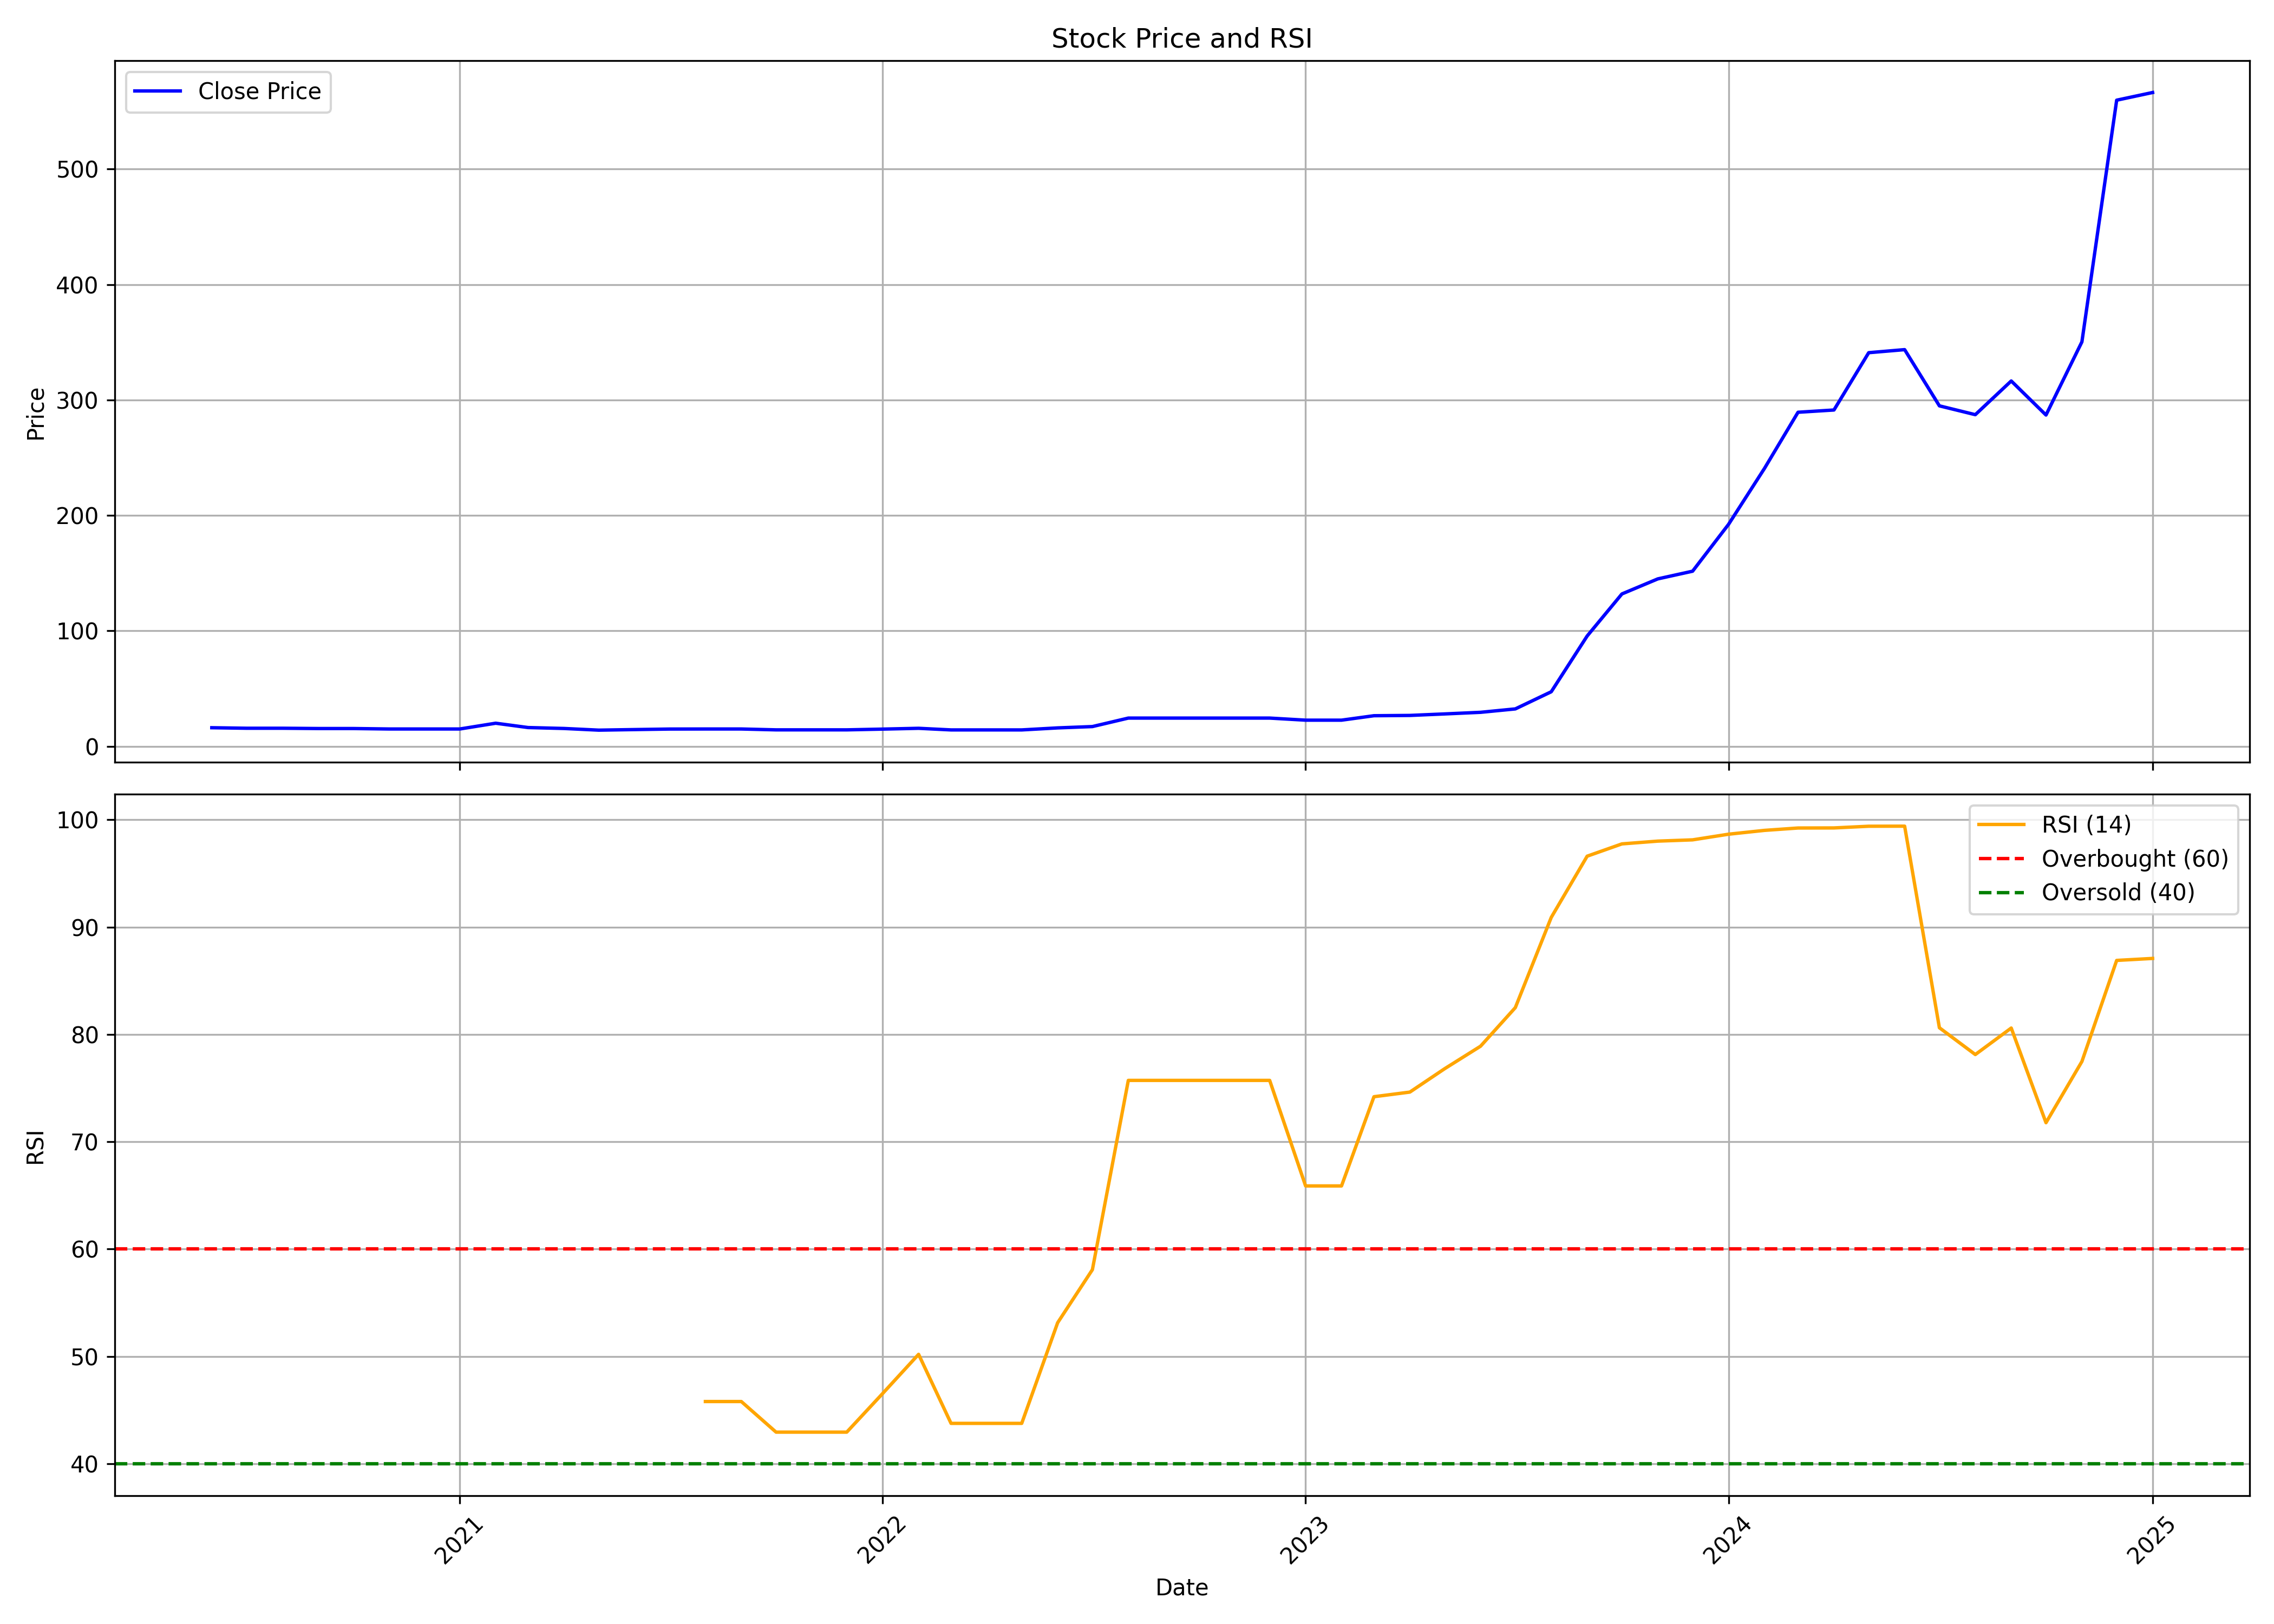 Stock Price and RSI
Close Price
500
400
300
200
100
0
Price
100
90
80
70
60
50
40
RSI
RSI (14)
Overbought (60)
Oversold (40)
2021
2022
2023
2024
2025
Date